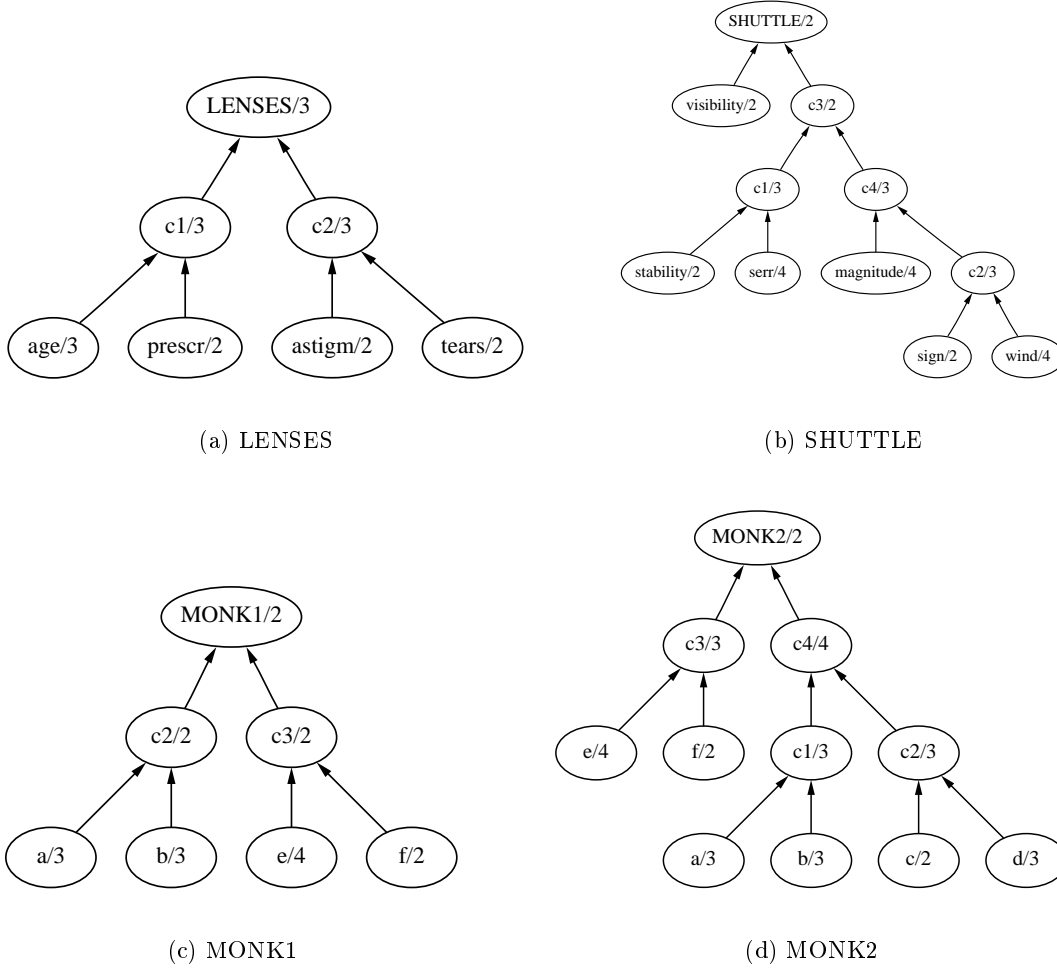 LENSES/3
c1/3
c2/3
age/3
prescr/2
astigm/2
tears/2
(a) LENSES
SHUTTLE/2
visibility/2
c3/2
c1/3
c4/3
stability/2
serr/4
magnitude/4
c2/3
sign/2
wind/4
(b) SHUTTLE
MONK1/2
c2/2
c3/2
a/3
b/3
e/4
f/2
(c) MONK1
MONK2/2
c3/3
c4/4
e/4
f/2
c1/3
c2/3
a/3
b/3
c/2
d/3
(d) MONK2